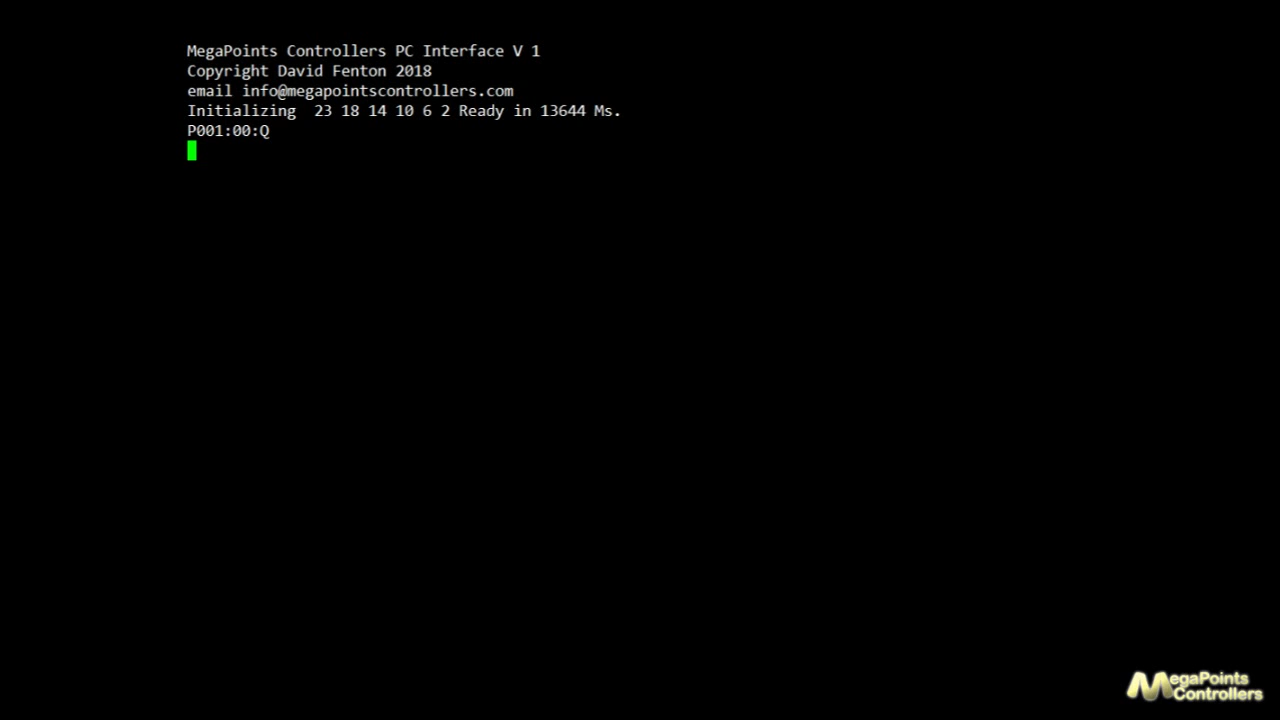 MegaPoints Controllers PC Interface V 1
Copyright David Fenton 2018
email info@megapointscontrollers.com
Initializing  23 18 14 10 6 2 Ready in 13644 Ms.
P001:00:Q
MegaPoints
Controllers